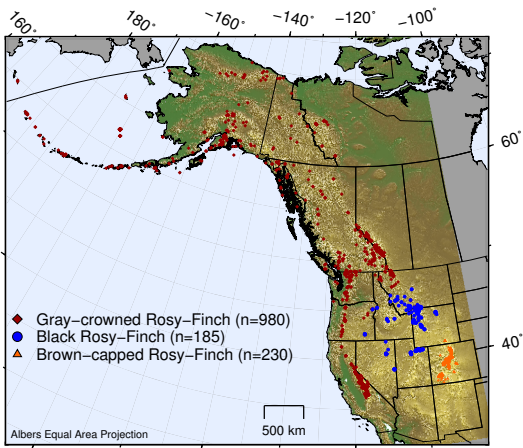 160° 180° −160° −140° −120° −100°
60°
40°
Gray−crowned Rosy−Finch (n=980)
Black Rosy−Finch (n=185)
Brown−capped Rosy−Finch (n=230)
Albers Equal Area Projection
500 km